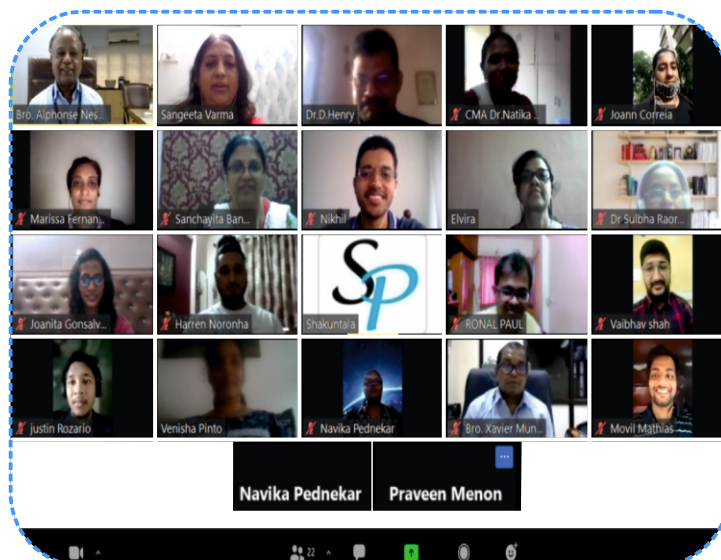 Bro. Alphonse Nes...
Sangeeta Varma
Dr.D.Henry
CMA Dr.Natika ...
Joann Correia
Marissa Fernan...
Sanchayita Ban...
Nikhil
Elvira
Dr Sulbha Raor...
Joanita Gonsalv...
Harren Noronha
SP
Shakuntala
RONAL PAUL
Vaibhav shah
justin Rozario
Venisha Pinto
Navika Pednekar
Bro. Xavier Mun...
Movil Mathias
Navika Pednekar
Praveen Menon
22